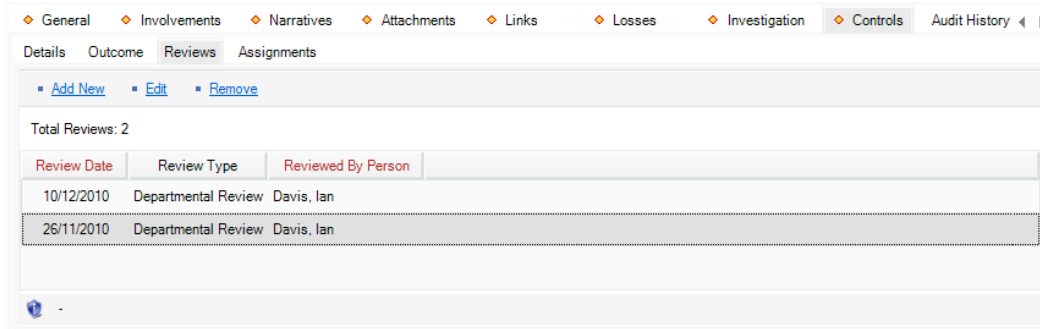 General Involvements Narratives Attachments Links Losses Investigation Controls Audit History
Details Outcome Reviews Assignments
Add New Edit Remove
Total Reviews: 2
Review Date Review Type Reviewed By Person
10/12/2010 Departmental Review Davis, Ian
26/11/2010 Departmental Review Davis, Ian
-